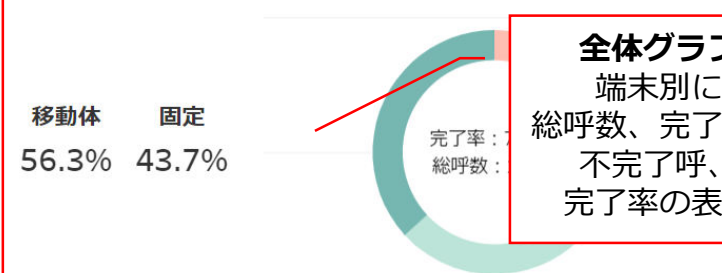 移動体 固定
56.3% 43.7%
完了率：
総呼数：
全体グラフ
端末別に
総呼数、完了
不完了呼、
完了率の表